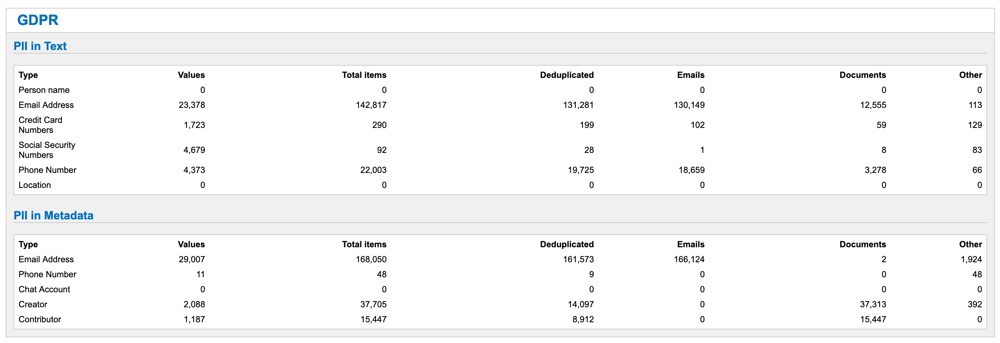 GDPR
PII in Text
Type Values Total items Deduplicated Emails Documents Other
Person name 0 0 0 0 0 0
Email Address 23,378 142,817 131,281 130,149 12,555 113
Credit Card
Numbers 1,723 290 199 102 59 129
Social Security
Numbers 4,679 92 28 1 8 83
Phone Number 4,373 22,003 19,725 18,659 3,278 66
Location 0 0 0 0 0 0
PII in Metadata
Type Values Total items Deduplicated Emails Documents Other
Email Address 29,007 168,050 161,573 166,124 2 1,924
Phone Number 11 48 9 0 0 48
Chat Account 0 0 0 0 0 0
Creator 2,088 37,705 14,097 0 37,313 392
Contributor 1,187 15,447 8,912 0 15,447 0